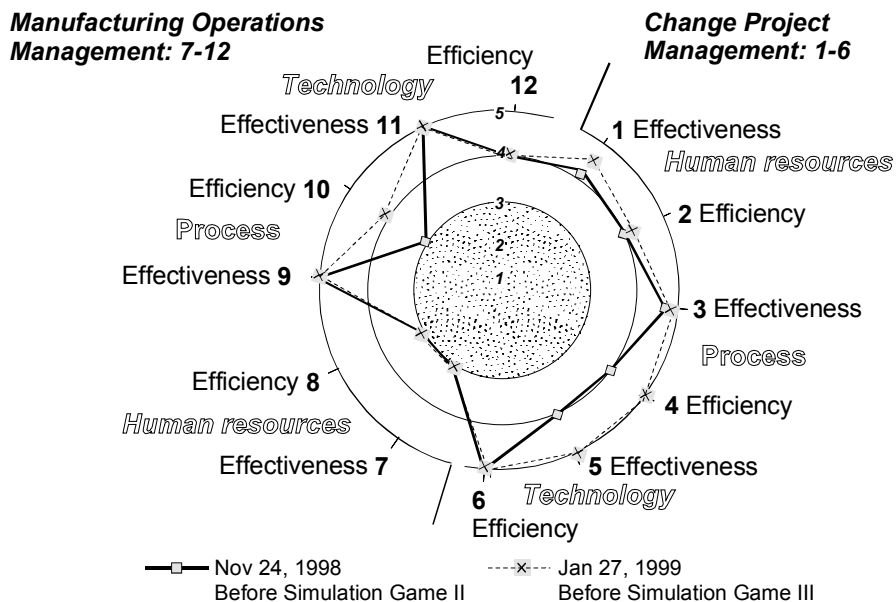 Manufacturing Operations
Management: 7-12
Change Project
Management: 1-6
Efficiency
12
Technology
Effectiveness 11
5
4
3
2
1
1 Effectiveness
Human resources
2 Efficiency
Efficiency 10
Process
Effectiveness 9
3 Effectiveness
Process
4 Efficiency
Efficiency 8
Human resources
Effectiveness 7
5 Effectiveness
Technology
6
Efficiency
Nov 24, 1998
Before Simulation Game II
Jan 27, 1999
Before Simulation Game III